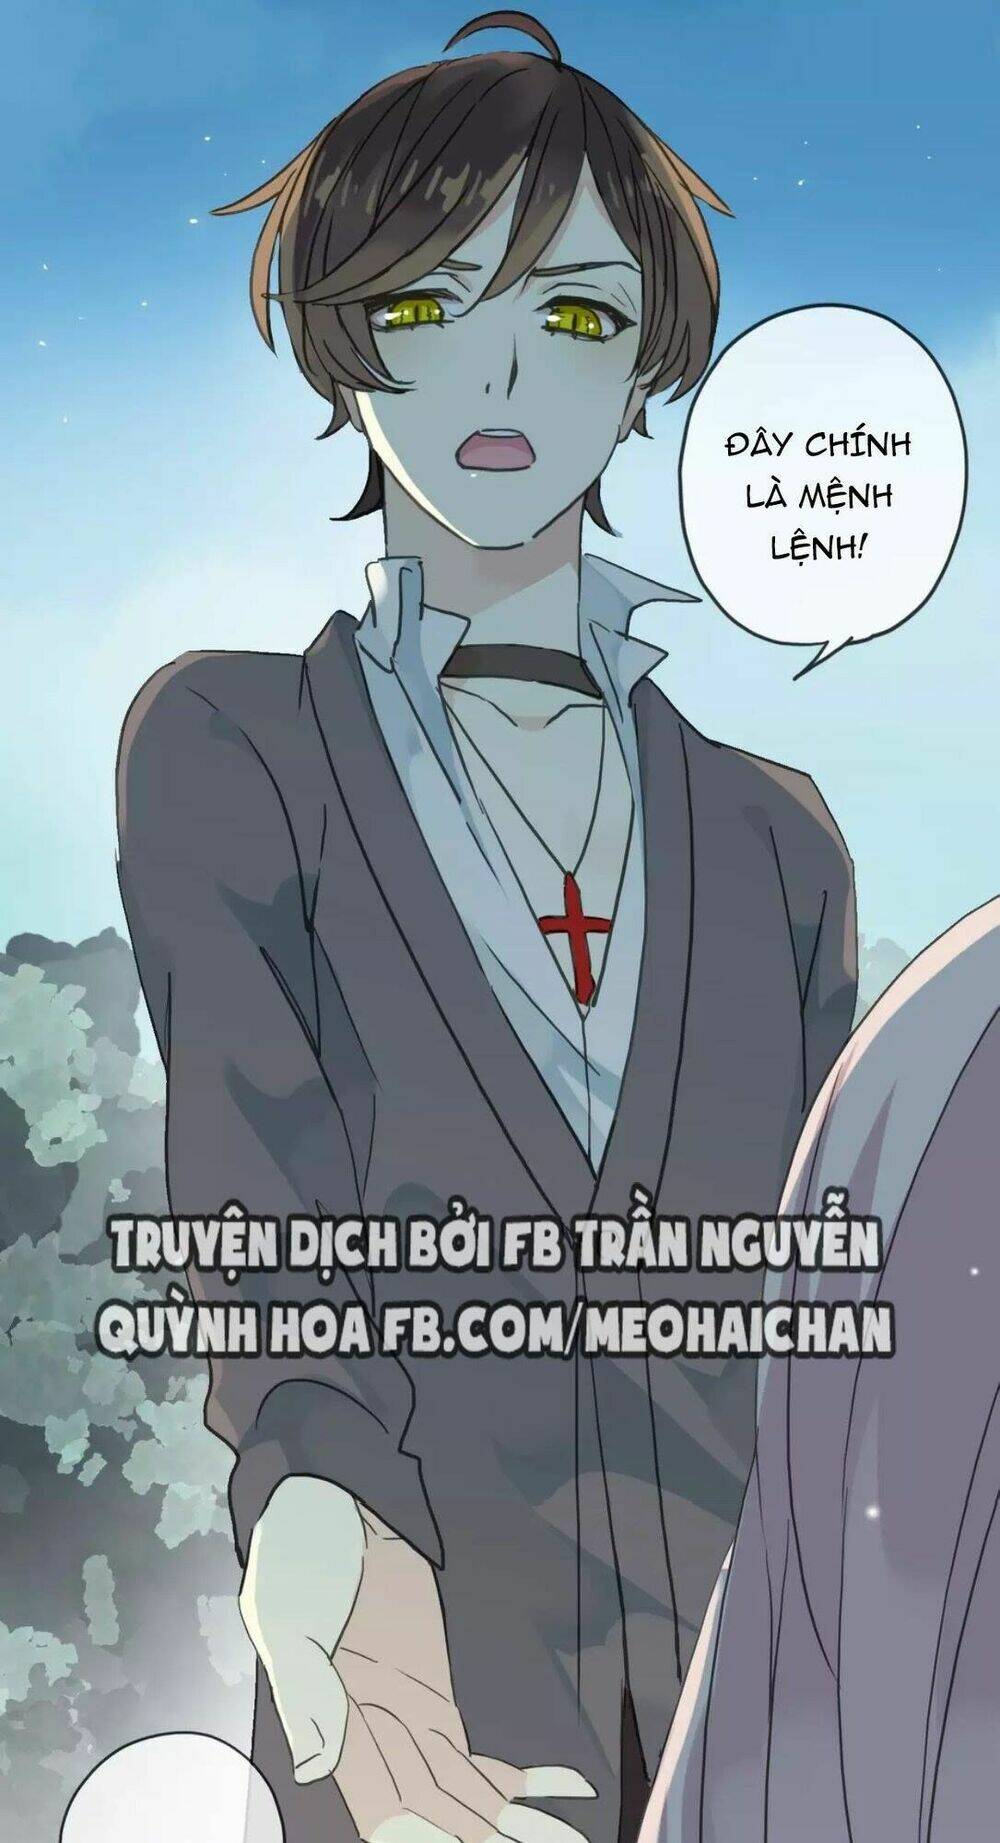 ĐÂY CHÍNH
LÀ MỆNH
LỆNH!
TRUYỆN DỊCH BỞI FB TRẦN NGUYỄN
QUỲNH HOA FB.COM/MEOHAICHAN